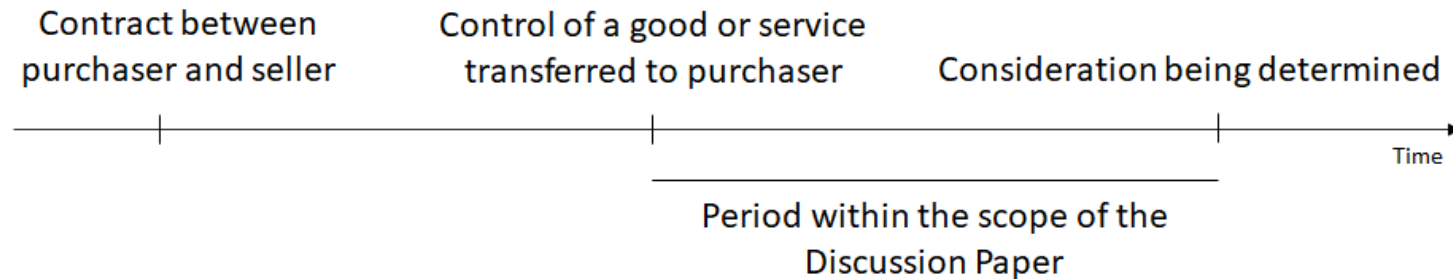 Contract between
purchaser and seller
Control of a good or service
transferred to purchaser
Consideration being determined
Time
Period within the scope of the
Discussion Paper